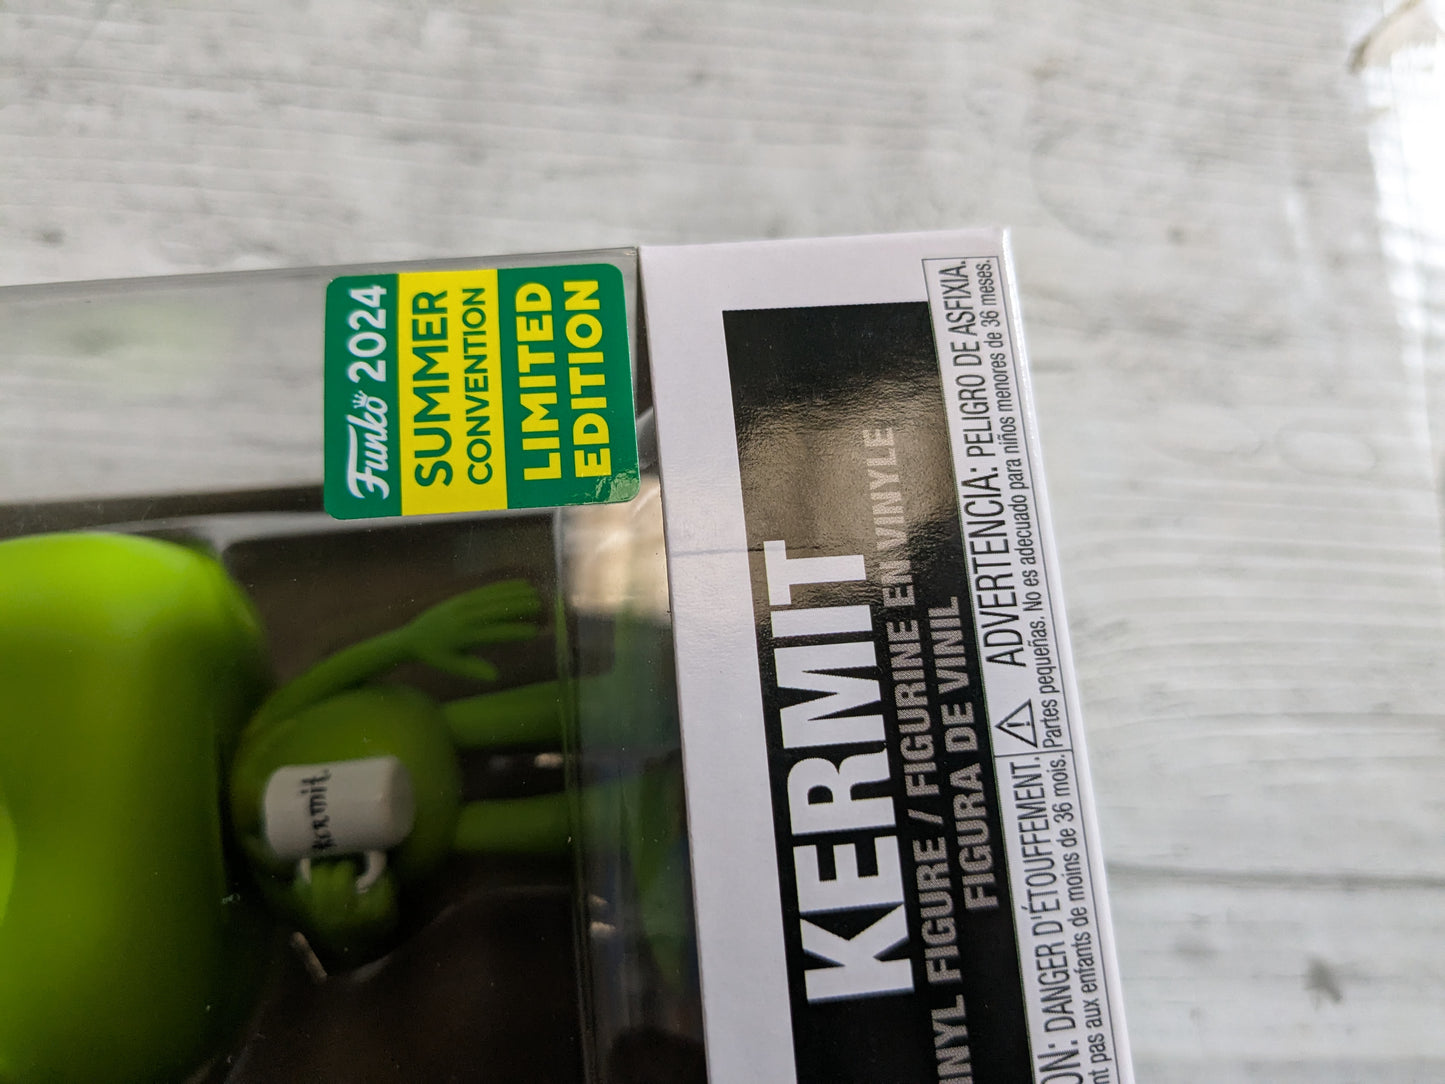 Funko 2024
SUMMER
CONVENTION
LIMITED
EDITION
Kermit
KERMIT
VINYL FIGURE / FIGURINE EN VINYLE
FIGURA DE VINIL
ADVERTENCIA: PELIGRO DE ASFIXIA.
Partes pequeñas. No es adecuado para niños menores de 36 meses.
DANGER D'ÉTOUFFEMENT.
pas aux enfants de moins de 36 mois.